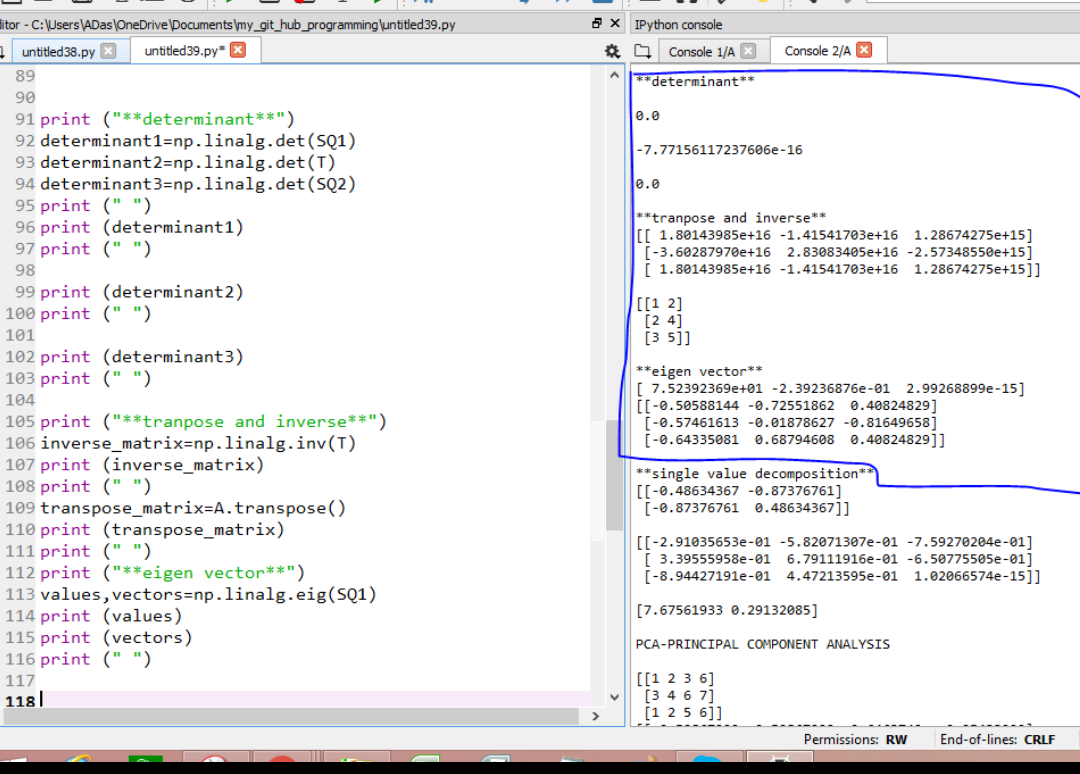 itor - C:\Users\ADas\OneDrive\Documents\my_git_hub_programming\untitled39.py
untitled38.py
untitled39.py*
89
90
91 print ("**determinant**")
92 determinant1=np.linalg.det(SQ1)
93 determinant2=np.linalg.det(T)
94 determinant3=np.linalg.det(SQ2)
95 print (" ")
96 print (determinant1)
97 print (" ")
98
99 print (determinant2)
100 print (" ")
101
102 print (determinant3)
103 print (" ")
104
105 print ("**tranpose and inverse**")
106 inverse_matrix=np.linalg.inv(T)
107 print (inverse_matrix)
108 print (" ")
109 transpose_matrix=A.transpose()
110 print (transpose_matrix)
111 print (" ")
112 print ("**eigen vector**")
113 values,vectors=np.linalg.eig(SQ1)
114 print (values)
115 print (vectors)
116 print (" ")
117
118
IPython console
Console 1/A
Console 2/A
**determinant**
0.0
-7.77156117237606e-16
0.0
**tranpose and inverse**
[[ 1.80143985e+16 -1.41541703e+16  1.28674275e+15]
[-3.60287970e+16  2.83083405e+16 -2.57348550e+15]
[ 1.80143985e+16 -1.41541703e+16  1.28674275e+15]]
[[1 2]
[2 4]
[3 5]]
**eigen vector**
[ 7.52392369e+01 -2.39236876e-01  2.99268899e-15]
[[-0.50588144 -0.72551862  0.40824829]
[-0.57461613 -0.01878627 -0.81649658]
[-0.64335081  0.68794608  0.40824829]]
**single value decomposition**
[[-0.48634367 -0.87376761]
[-0.87376761  0.48634367]]
[[-2.91035653e-01 -5.82071307e-01 -7.59270204e-01]
[ 3.39555958e-01  6.79111916e-01 -6.50775505e-01]
[-8.94427191e-01  4.47213595e-01  1.02066574e-15]]
[7.67561933 0.29132085]
PCA-PRINCIPAL COMPONENT ANALYSIS
[[1 2 3 6]
[3 4 6 7]
[1 2 5 6]]
Permissions: RW
End-of-lines: CRLF